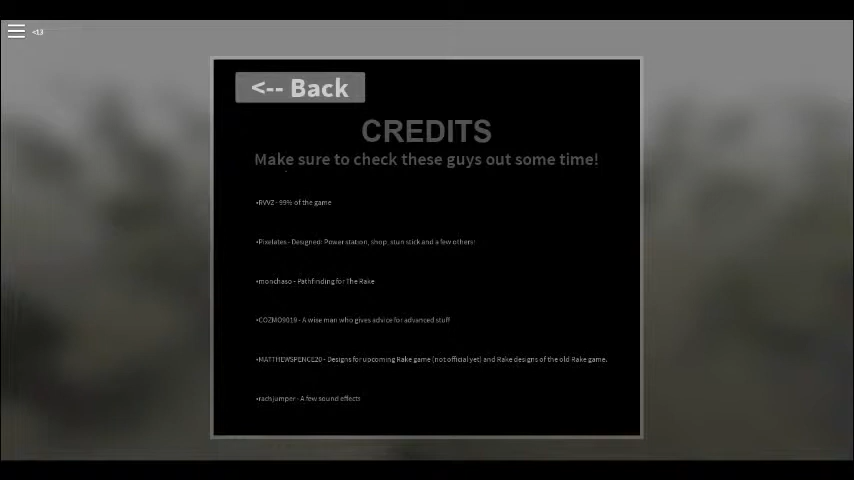 <13
<-- Back
CREDITS
Make sure to check these guys out some time!
•RVVZ - 99% of the game
•Pixelates - Designed: Power station, shop, stun stick and a few others!
•monchaso - Pathfinding for The Rake
•COZMO9019 - A wise man who gives advice for advanced stuff
•MATTHEWSPENCE20 - Designs for upcoming Rake game (not official yet) and Rake designs of the old Rake game.
- A few sound effects